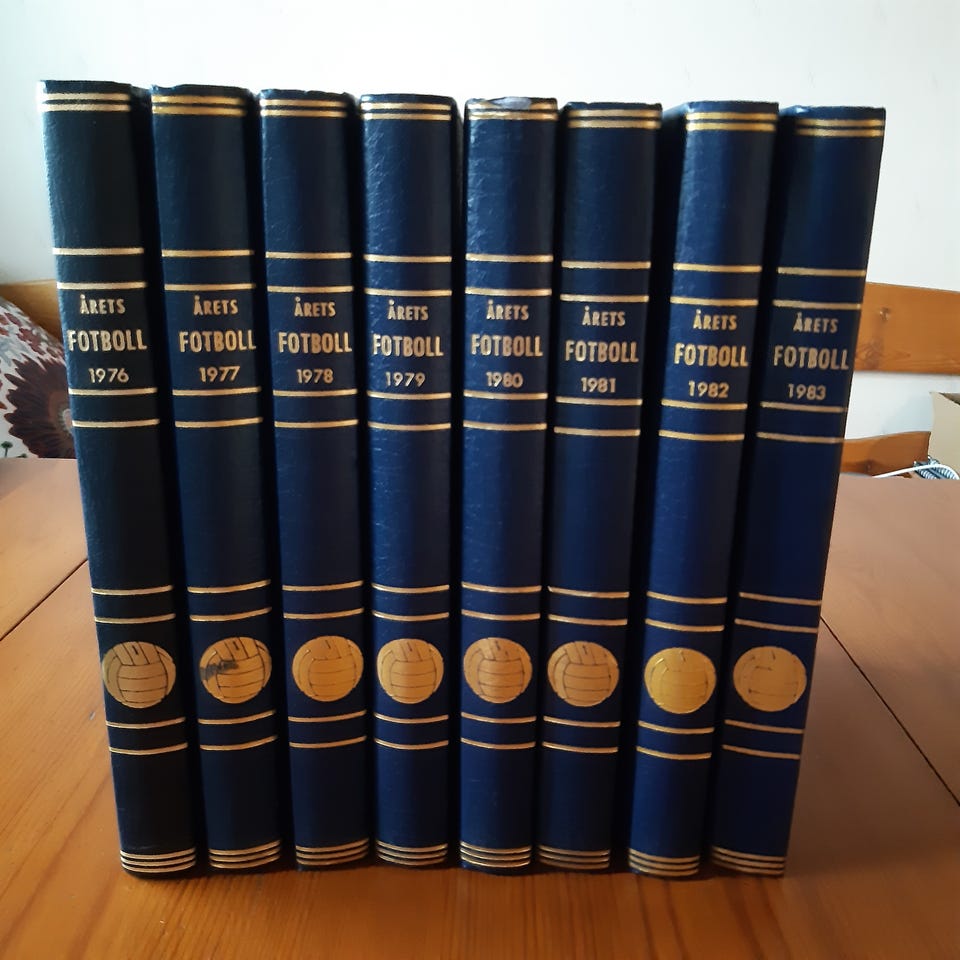 ÅRETS
FOTBOLL
1976
ÅRETS
FOTBOLL
1977
ÅRETS
FOTBOLL
1978
ÅRETS
FOTBOLL
1979
ÅRETS
FOTBOLL
1980
ÅRETS
FOTBOLL
1981
ÅRETS
FOTBOLL
1982
ÅRETS
FOTBOLL
1983